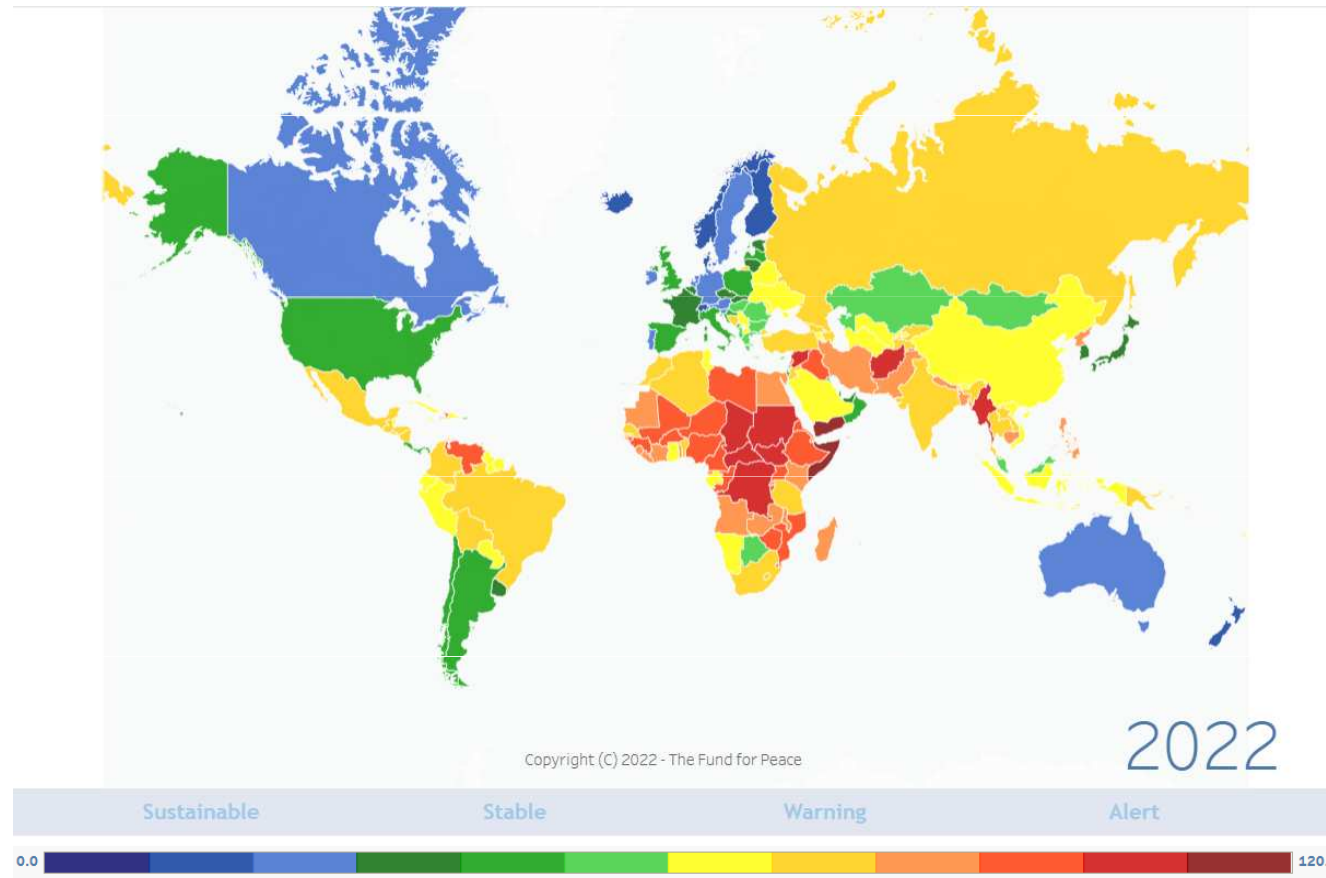 Copyright (C) 2022 - The Fund for Peace
2022
Sustainable Stable Warning Alert
0.0 120